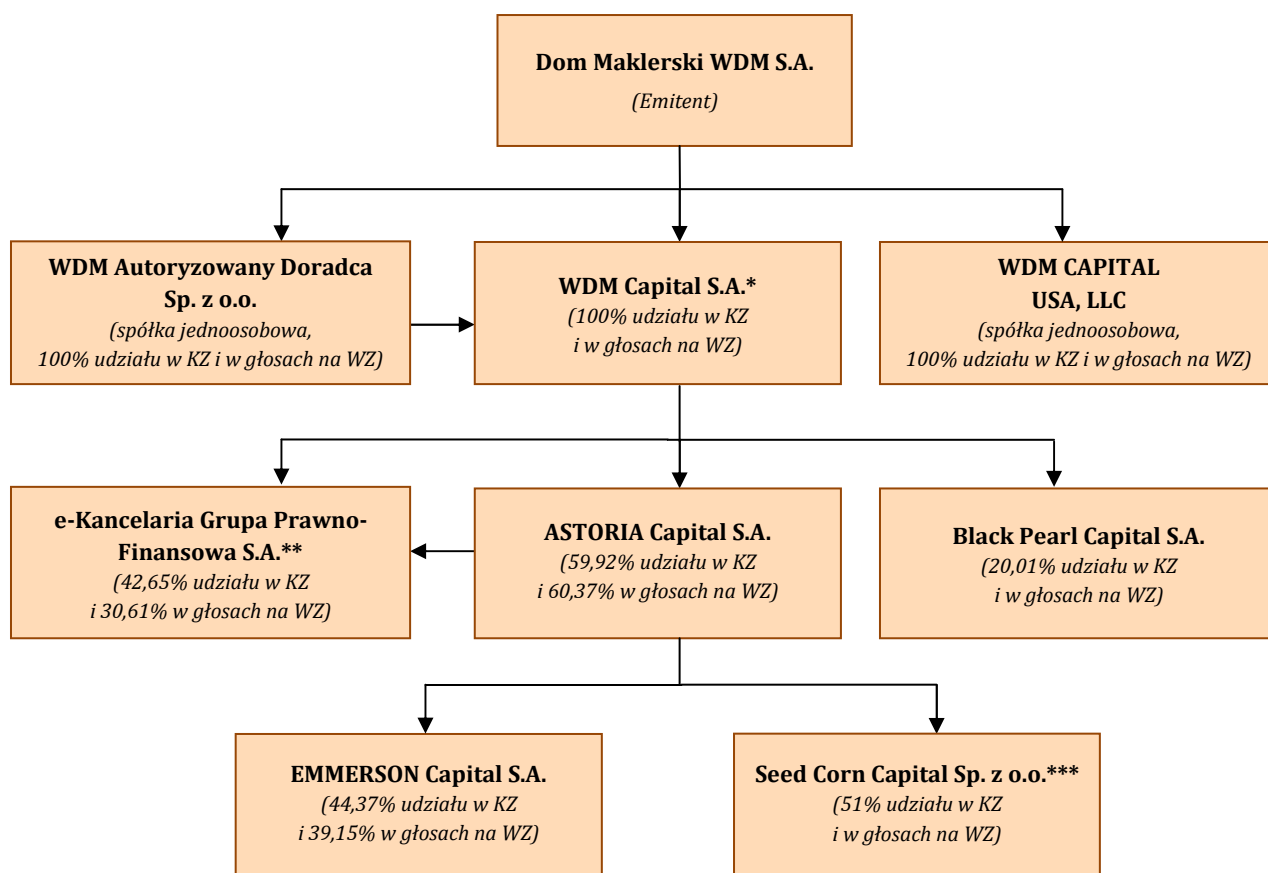 Dom Maklerski WDM S.A.
(Emitent)
WDM Autoryzowany Doradca
Sp. z o.o.
(spółka jednoosobowa,
100% udziału w KZ i w głosach na WZ)
WDM Capital S.A.*
(100% udziału w KZ
i w głosach na WZ)
WDM CAPITAL
USA, LLC
(spółka jednoosobowa,
100% udziału w KZ i w głosach na WZ)
e-Kancelaria Grupa Prawno-
Finansowa S.A.**
(42,65% udziału w KZ
i 30,61% w głosach na WZ)
ASTORIA Capital S.A.
(59,92% udziału w KZ
i 60,37% w głosach na WZ)
Black Pearl Capital S.A.
(20,01% udziału w KZ
i w głosach na WZ)
EMMERSON Capital S.A.
(44,37% udziału w KZ
i 39,15% w głosach na WZ)
Seed Corn Capital Sp. z o.o.***
(51% udziału w KZ
i w głosach na WZ)